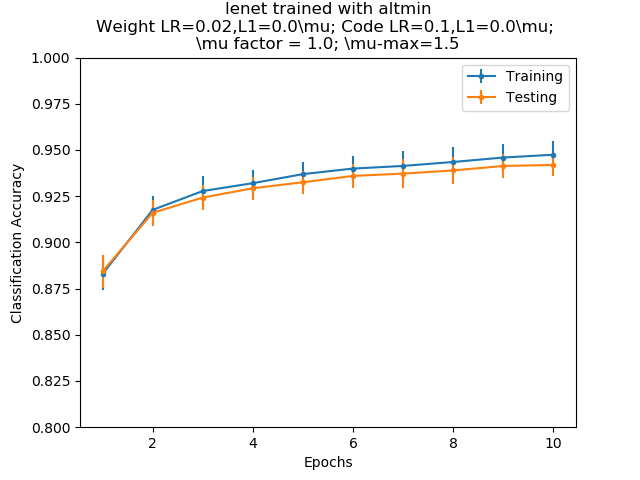 lenet trained with altmin
Weight LR=0.02,L1=0.0\mu; Code LR=0.1,L1=0.0\mu;
\mu factor = 1.0; \mu-max=1.5
1.000
0.975
0.950
0.925
0.900
0.875
0.850
0.825
0.800
Classification Accuracy
Training
Testing
2
4
6
8
10
Epochs